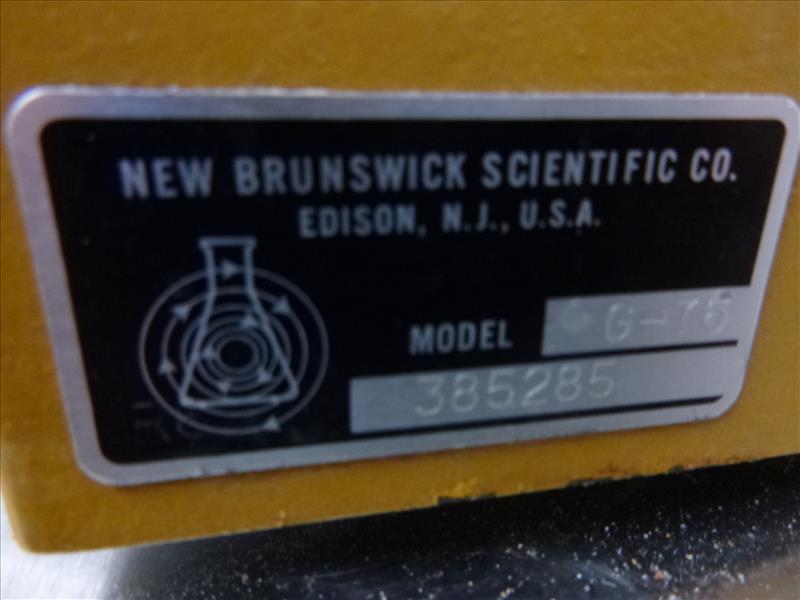 NEW BRUNSWICK SCIENTIFIC CO.
EDISON, N.J., U.S.A.
MODEL G-76
385285